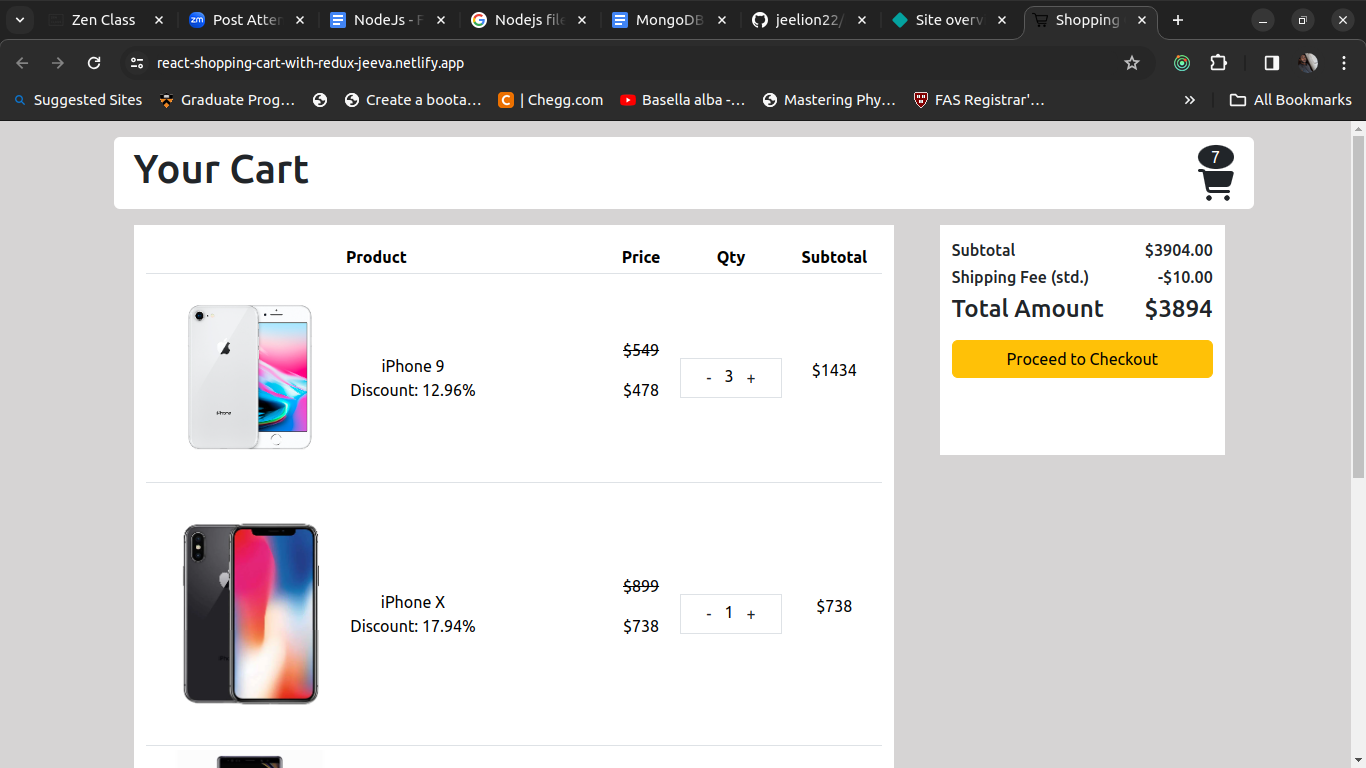 Zen Class
Post Atter
NodeJs - F
Nodejs file
MongoDB
jeelion22/
Site overv
Shopping
react-shopping-cart-with-redux-jeeva.netlify.app
Suggested Sites
Graduate Prog…
Create a boota…
C | Chegg.com
Basella alba -…
Mastering Phy…
FAS Registrar'…
»
All Bookmarks
Your Cart
7
Product Price Qty Subtotal
$549
iPhone 9
Discount: 12.96%
$478
- 3 +
$1434
$899
iPhone X
Discount: 17.94%
$738
- 1 +
$738
Subtotal $3904.00
Shipping Fee (std.) -$10.00
Total Amount $3894
Proceed to Checkout